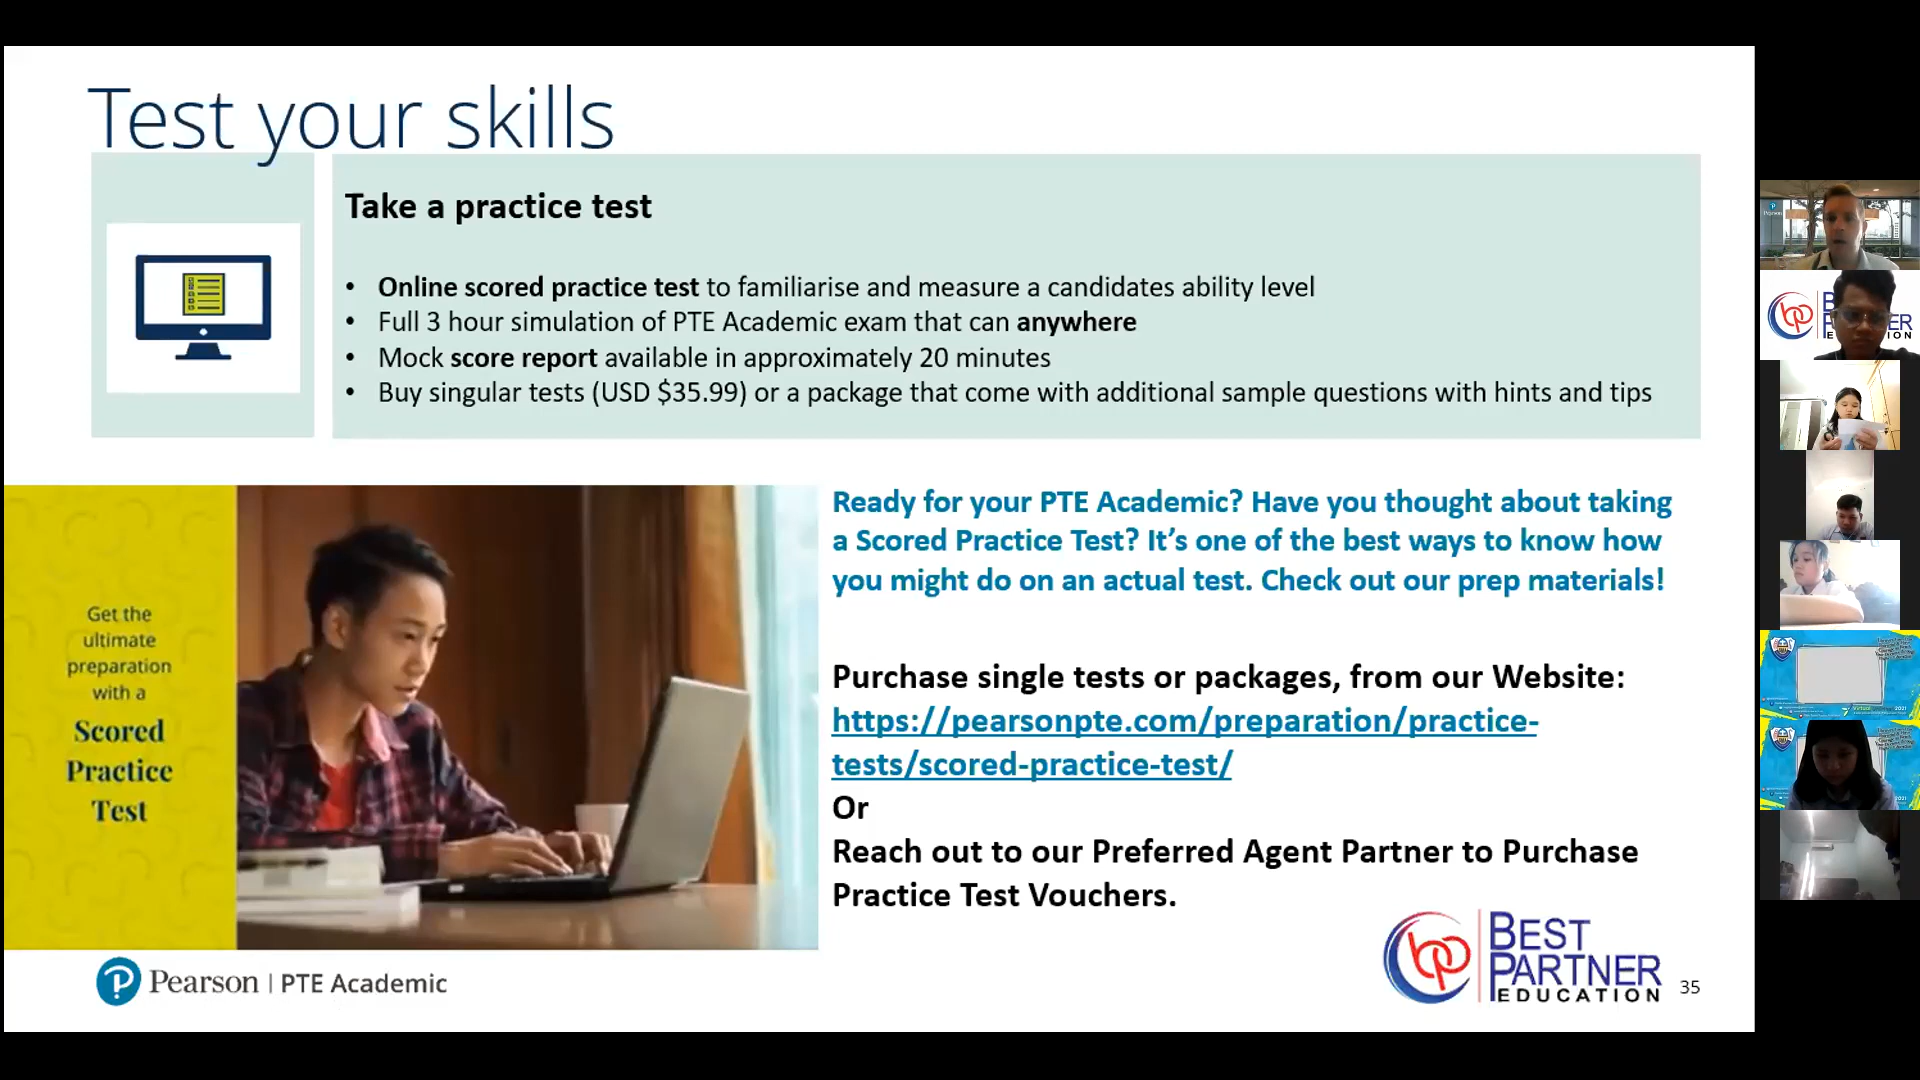 Test your skills
Take a practice test
• Online scored practice test to familiarise and measure a candidates ability level
• Full 3 hour simulation of PTE Academic exam that can anywhere
• Mock score report available in approximately 20 minutes
• Buy singular tests (USD $35.99) or a package that come with additional sample questions with hints and tips
Get the
ultimate
preparation
with a
Scored
Practice
Test
Ready for your PTE Academic? Have you thought about taking
a Scored Practice Test? It's one of the best ways to know how
you might do on an actual test. Check out our prep materials!
Purchase single tests or packages, from our Website:
https://pearsonpte.com/preparation/practice-
tests/scored-practice-test/
Or
Reach out to our Preferred Agent Partner to Purchase
Practice Test Vouchers.
Pearson | PTE Academic
bp
BEST
PARTNER
EDUCATION
35